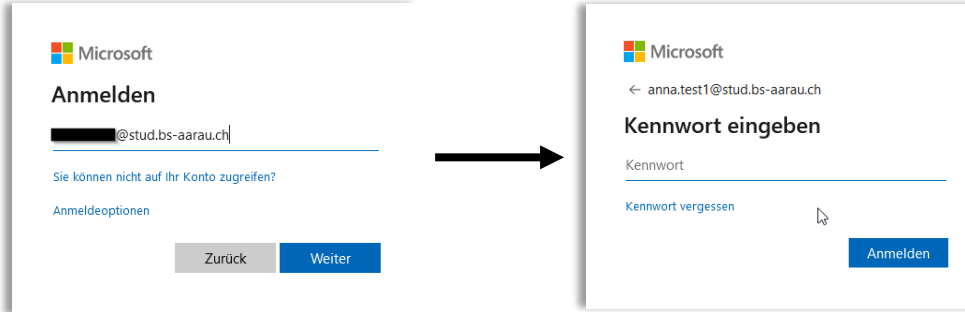 Microsoft
Anmelden
@stud.bs-aarau.ch
Sie können nicht auf Ihr Konto zugreifen?
Anmeldeoptionen
Zurück
Weiter
Microsoft
← anna.test1@stud.bs-aarau.ch
Kennwort eingeben
Kennwort
Kennwort vergessen
Anmelden